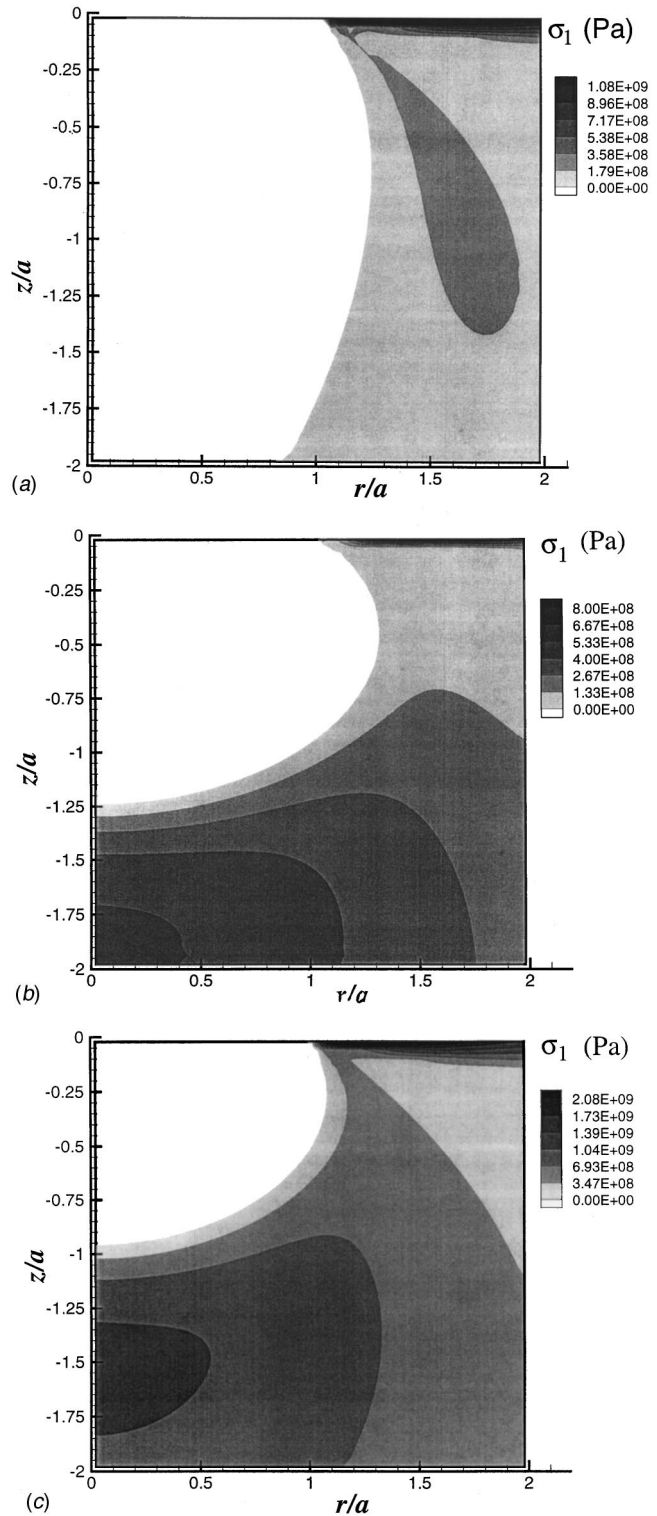 σ1 (Pa)
1.08E+09
8.96E+08
7.17E+08
5.38E+08
3.58E+08
1.79E+08
0.00E+00
0
-0.25
-0.5
-0.75
-1
-1.25
-1.5
-1.75
-2
z/a
0 0.5 1 1.5 2
r/a
(a)
σ1 (Pa)
8.00E+08
6.67E+08
5.33E+08
4.00E+08
2.67E+08
1.33E+08
0.00E+00
0
-0.25
-0.5
-0.75
-1
-1.25
-1.5
-1.75
-2
z/a
0 0.5 1 1.5 2
r/a
(b)
σ1 (Pa)
2.08E+09
1.73E+09
1.39E+09
1.04E+09
6.93E+08
3.47E+08
0.00E+00
0
-0.25
-0.5
-0.75
-1
-1.25
-1.5
-1.75
-2
z/a
0 0.5 1 1.5 2
r/a
(c)